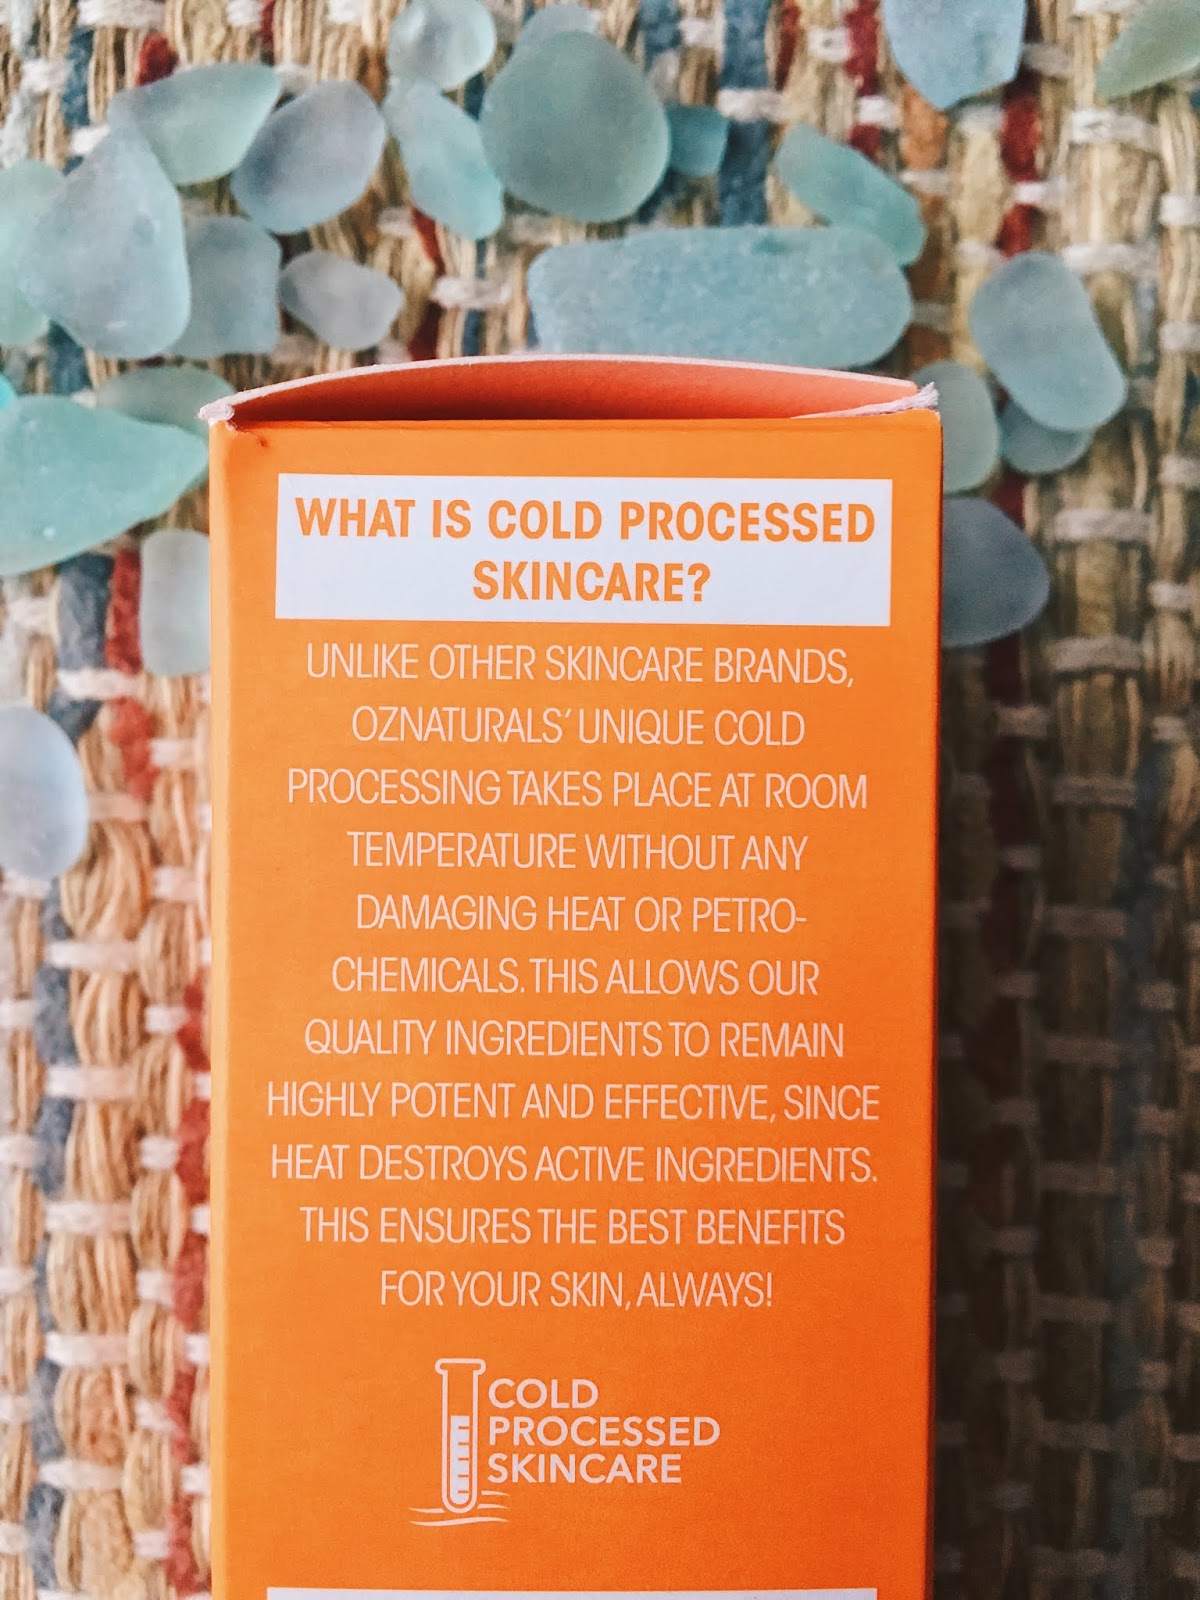 WHAT IS COLD PROCESSED
SKINCARE?
UNLIKE OTHER SKINCARE BRANDS,
OZNATURALS‘ UNIQUE COLD
PROCESSING TAKES PLACE AT ROOM
TEMPERATURE WITHOUT ANY
DAMAGING HEAT OR PETRO-
CHEMICALS. THIS ALLOWS OUR
QUALITY INGREDIENTS TO REMAIN
HIGHLY POTENT AND EFFECTIVE, SINCE
HEAT DESTROYS ACTIVE INGREDIENTS.
THIS ENSURES THE BEST BENEFITS
FOR YOUR SKIN, ALWAYS!
COLD
PROCESSED
SKINCARE